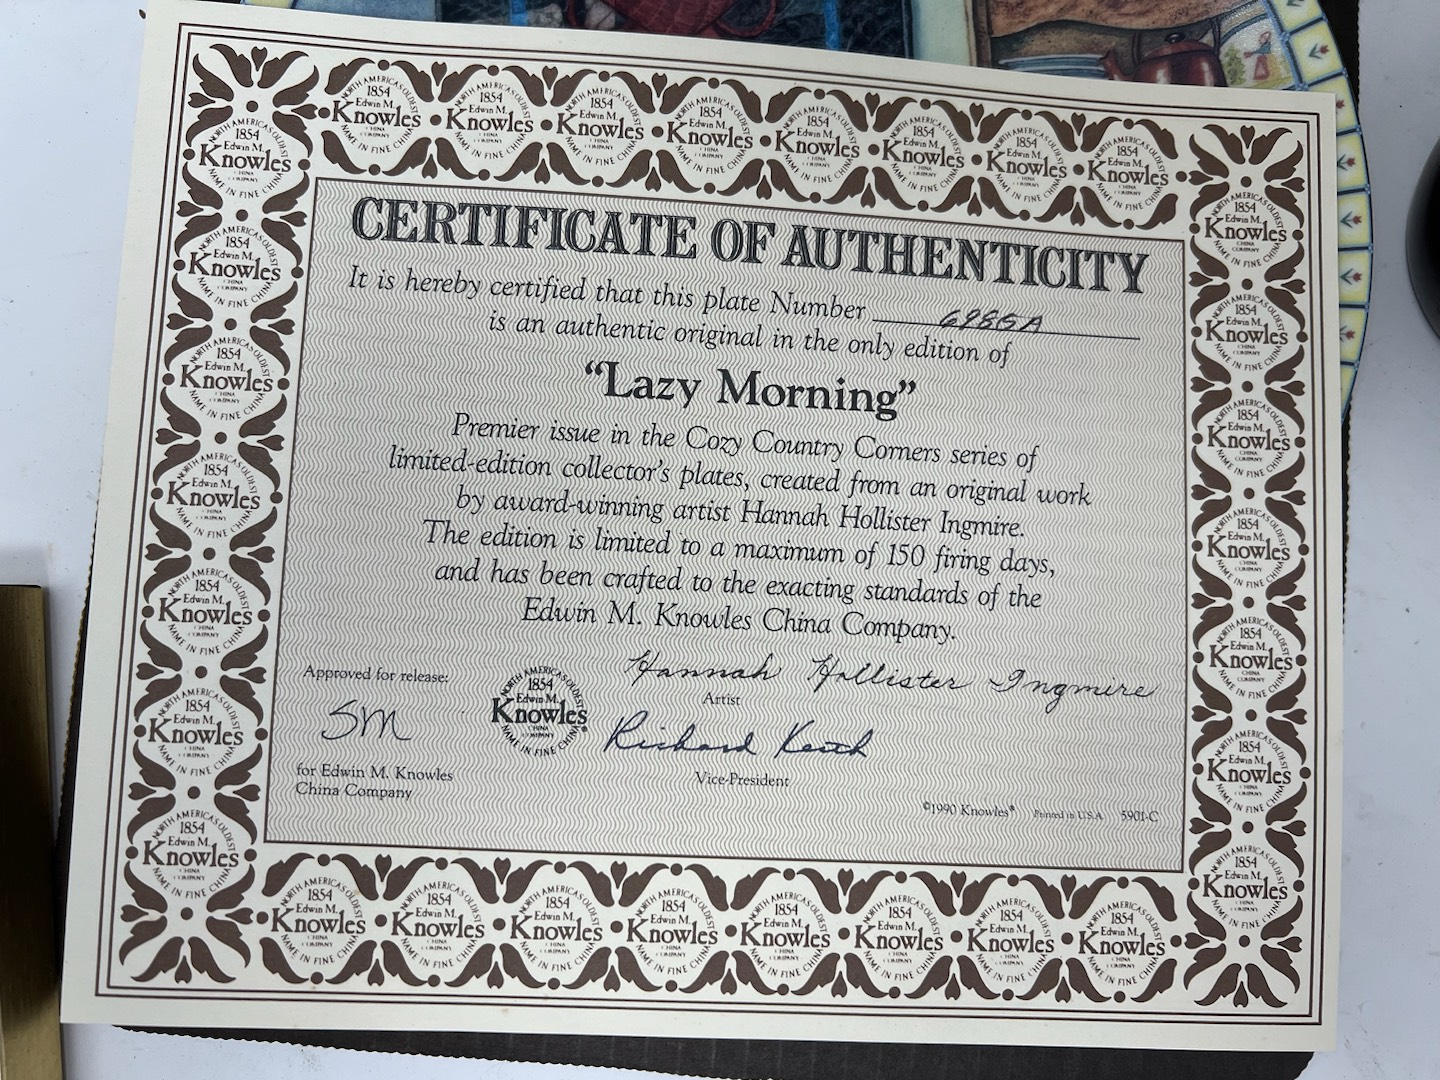 CERTIFICATE OF AUTHENTICITY
It is hereby certified that this plate Number 6985A
is an authentic original in the only edition of
“Lazy Morning”
Premier issue in the Cozy Country Corners series of
limited-edition collector's plates, created from an original work
by award-winning artist Hannah Hollister Ingmire.
The edition is limited to a maximum of 150 firing days,
and has been crafted to the exacting standards of the
Edwin M. Knowles China Company.
Approved for release:
SM
for Edwin M. Knowles
China Company
NORTH AMERICA'S OLDEST
1854
Edwin M.
Knowles
CHINA
COMPANY
NAME IN FINE CHINA
Hannah Hollister Ingmire
Artist
Richard Keith
Vice-President
©1990 Knowles® Printed in U.S.A. 5901-C